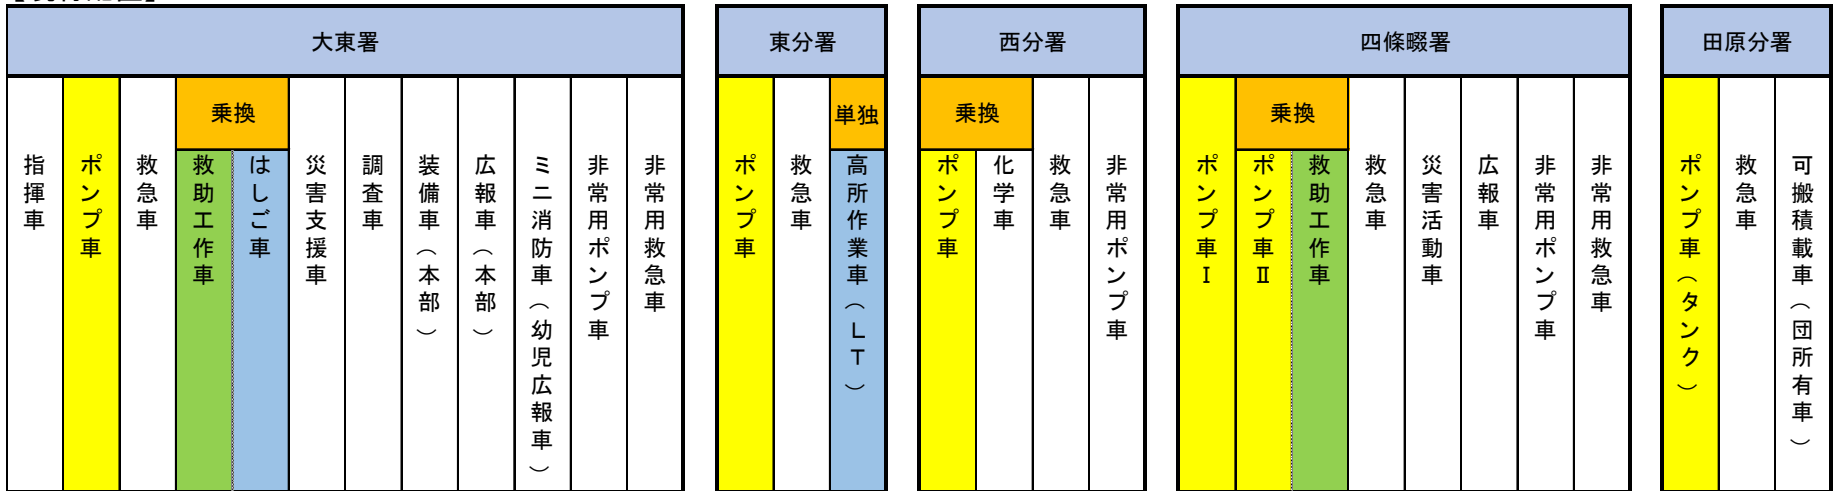 大東署
指揮車
ポンプ車
救急車
乗換
救助工作車
はしご車
災害支援車
調査車
装備車（本部）
広報車（本部）
ミニ消防車（幼児広報車）
非常用ポンプ車
非常用救急車
東分署
ポンプ車
救急車
単独
高所作業車（LT）
西分署
乗換
ポンプ車
化学車
救急車
非常用ポンプ車
四條畷署
ポンプ車Ⅰ
乗換
ポンプ車Ⅱ
救助工作車
救急車
災害活動車
広報車
非常用ポンプ車
非常用救急車
田原分署
ポンプ車（タンク）
救急車
可搬積載車（団所有車）